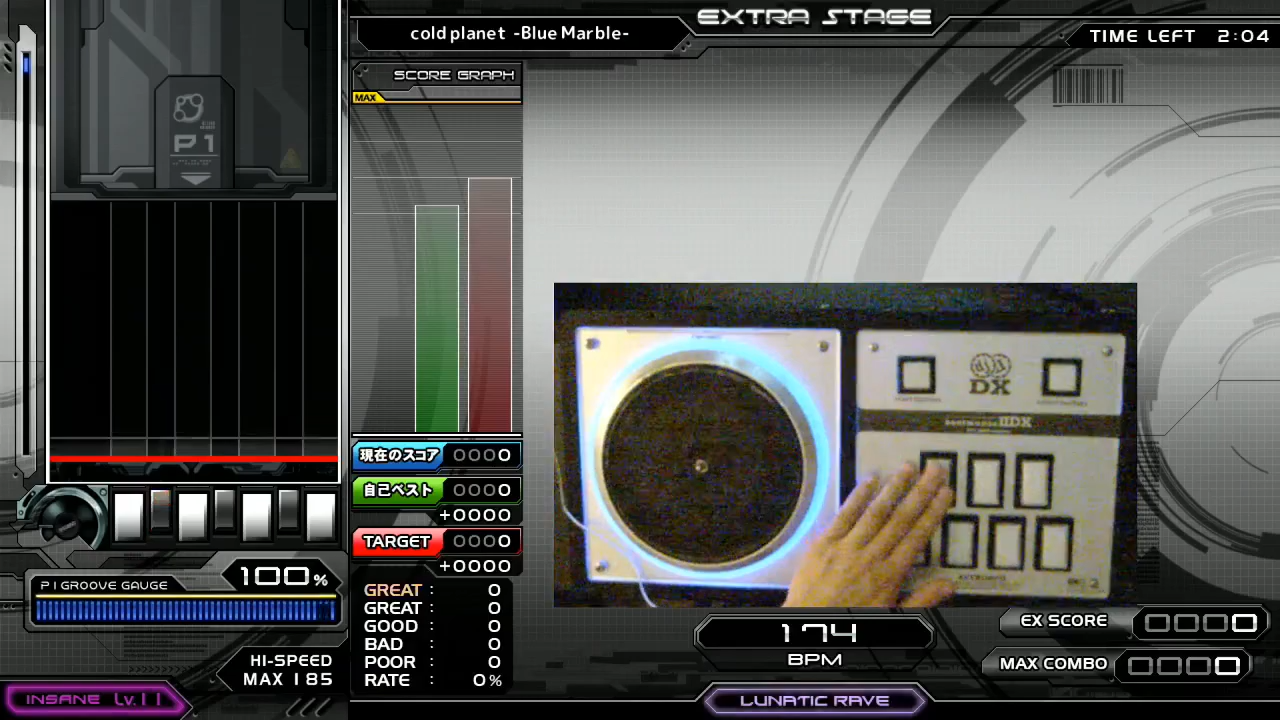 EXTRA STAGE
cold planet -Blue Marble-
TIME LEFT 2:04
SCORE GRAPH
MAX
P1
DX
beatmania IIDX
現在のスコア 0000
自己ベスト 0000
+0000
TARGET 0000
+0000
GREAT : 0
GREAT : 0
GOOD : 0
BAD : 0
POOR : 0
RATE : 0%
P1 GROOVE GAUGE 100%
HI-SPEED
MAX 185
INSANE Lv.11
174
BPM
LUNATIC RAVE
EX SCORE 0000
MAX COMBO 0000